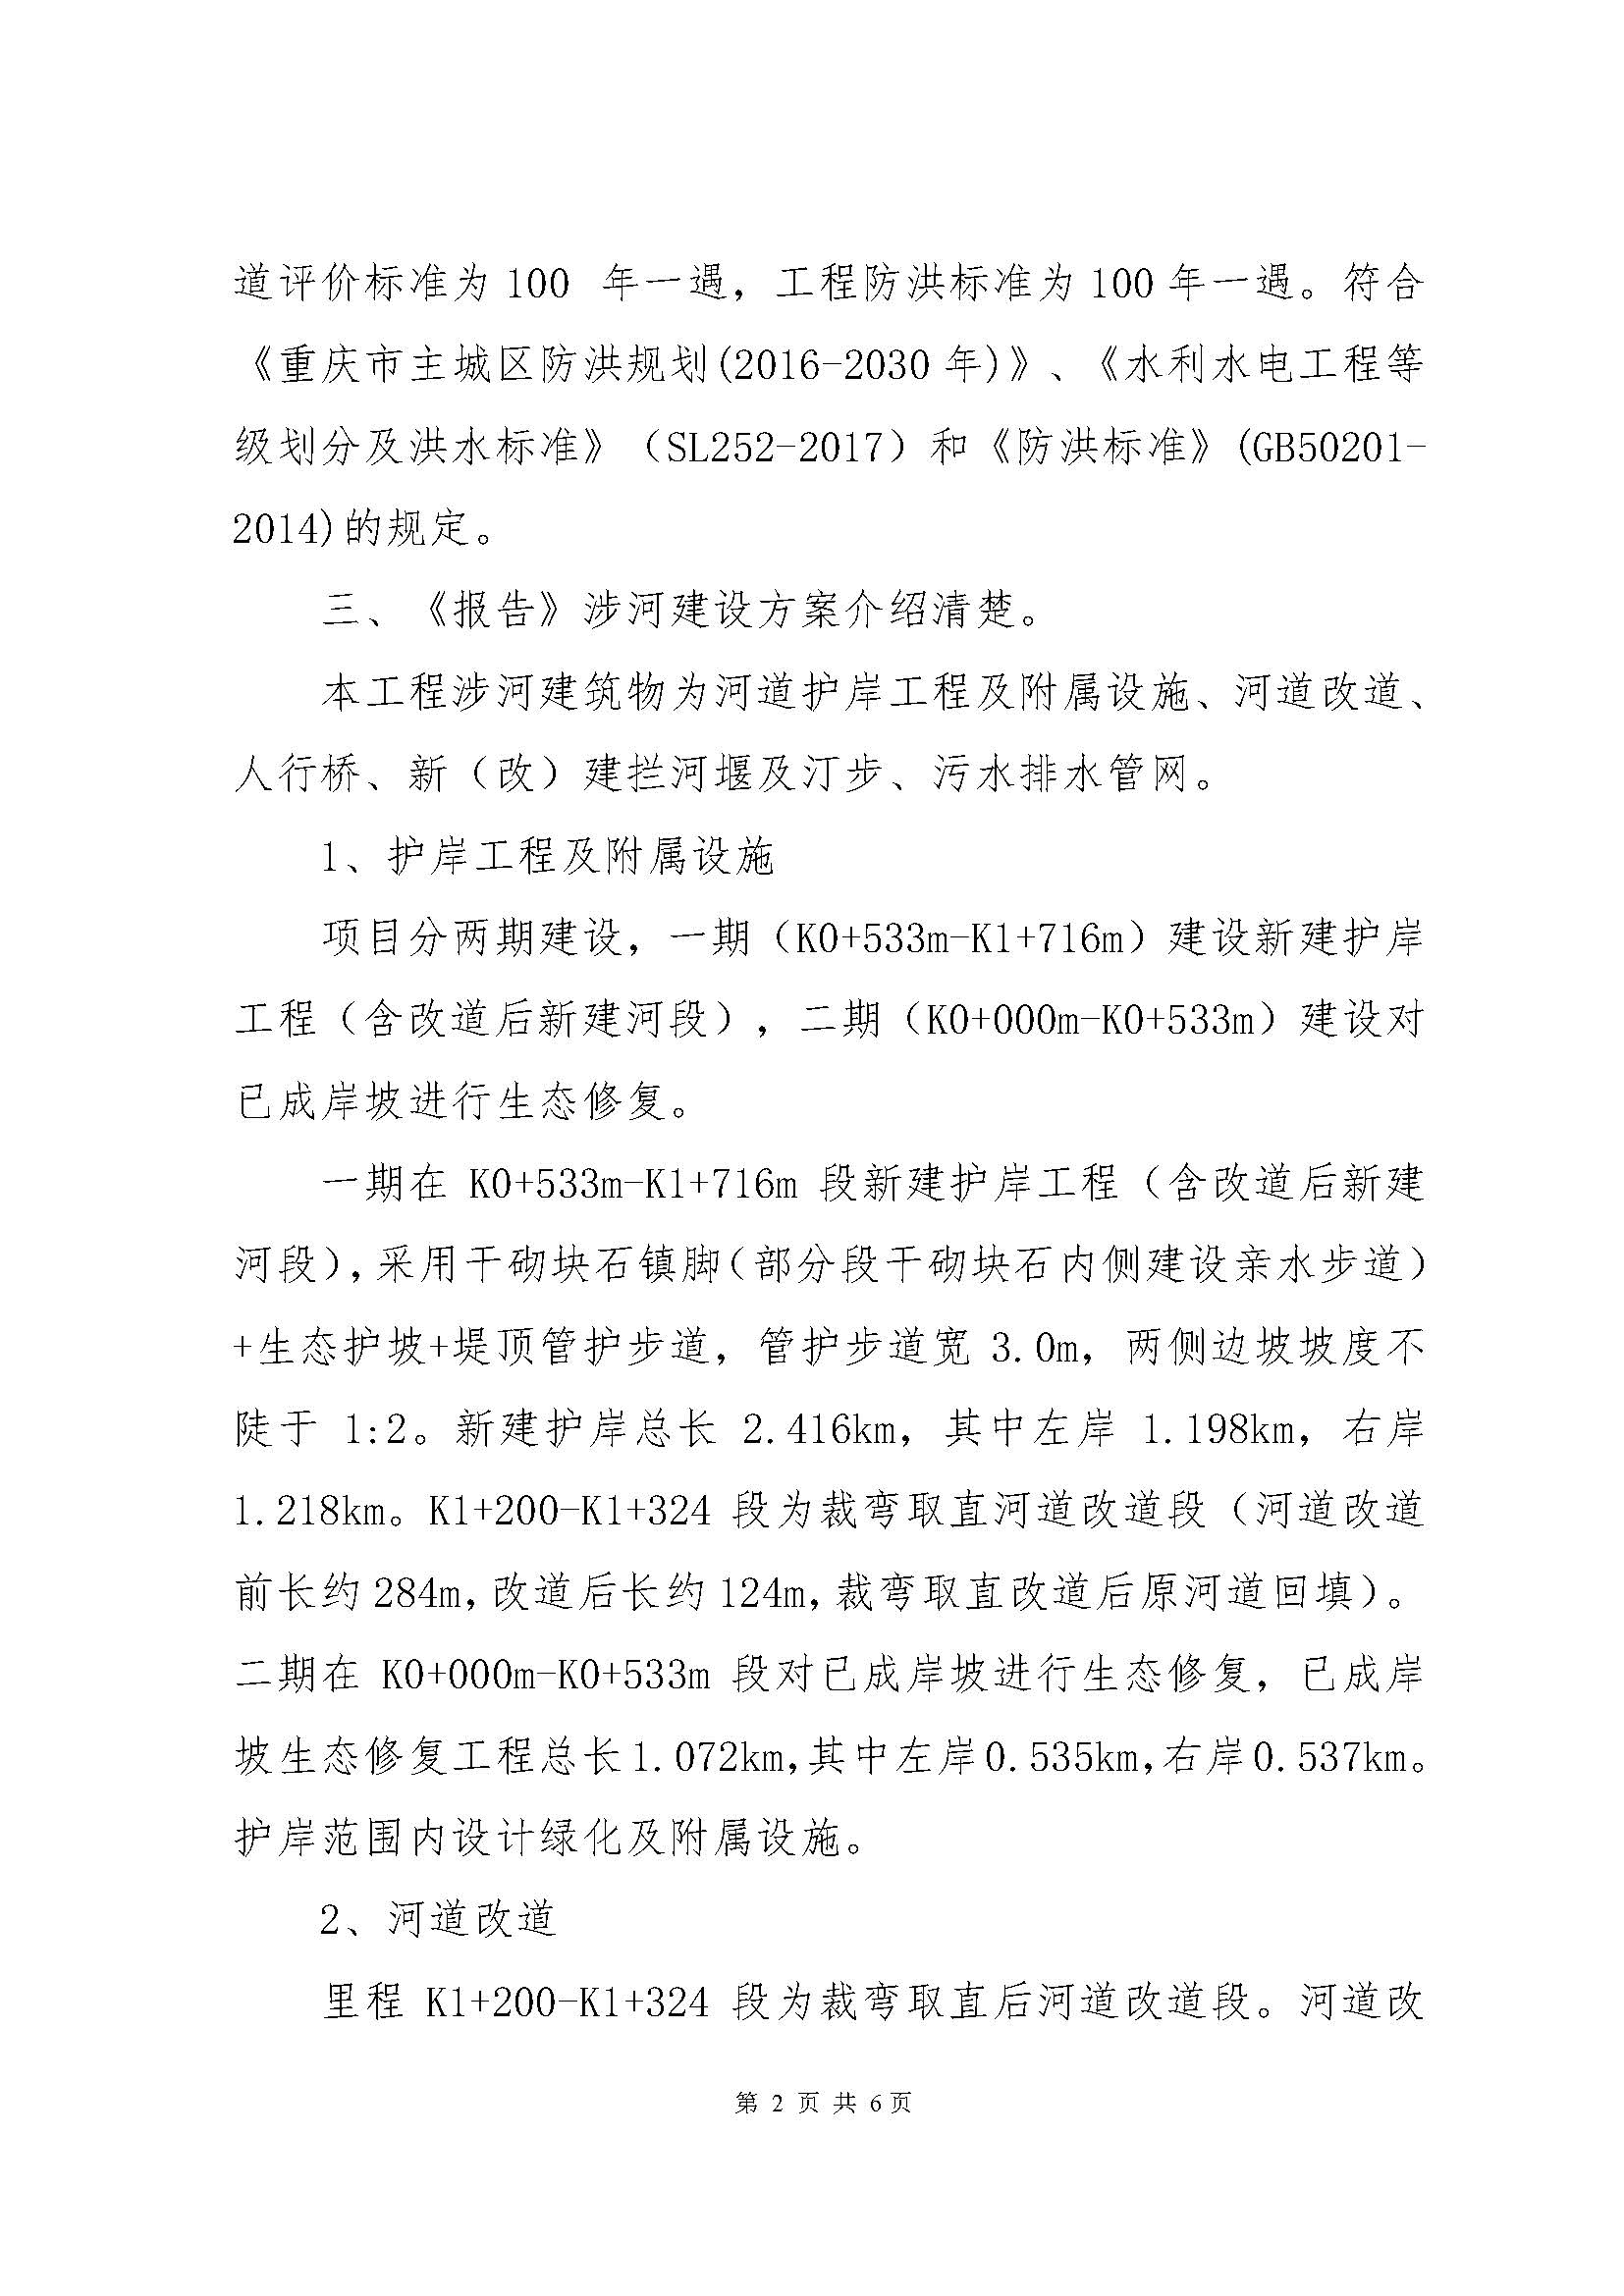 道评价标准为100 年一遇，工程防洪标准为100年一遇。符合
《重庆市主城区防洪规划(2016-2030年)》、《水利水电工程等
级划分及洪水标准》（SL252-2017）和《防洪标准》(GB50201-
2014)的规定。
三、《报告》涉河建设方案介绍清楚。
本工程涉河建筑物为河道护岸工程及附属设施、河道改道、
人行桥、新（改）建拦河堰及汀步、污水排水管网。
1、护岸工程及附属设施
项目分两期建设，一期（K0+533m-K1+716m）建设新建护岸
工程（含改道后新建河段），二期（K0+000m-K0+533m）建设对
已成岸坡进行生态修复。
一期在 K0+533m-K1+716m 段新建护岸工程（含改道后新建
河段），采用干砌块石镇脚（部分段干砌块石内侧建设亲水步道）
+生态护坡+堤顶管护步道，管护步道宽 3.0m，两侧边坡坡度不
陡于 1:2。新建护岸总长 2.416km，其中左岸 1.198km，右岸
1.218km。K1+200-K1+324 段为裁弯取直河道改道段（河道改道
前长约284m，改道后长约124m，裁弯取直改道后原河道回填）。
二期在 K0+000m-K0+533m 段对已成岸坡进行生态修复，已成岸
坡生态修复工程总长1.072km，其中左岸0.535km，右岸0.537km。
护岸范围内设计绿化及附属设施。
2、河道改道
里程 K1+200-K1+324 段为裁弯取直后河道改道段。河道改
第 2 页 共 6页